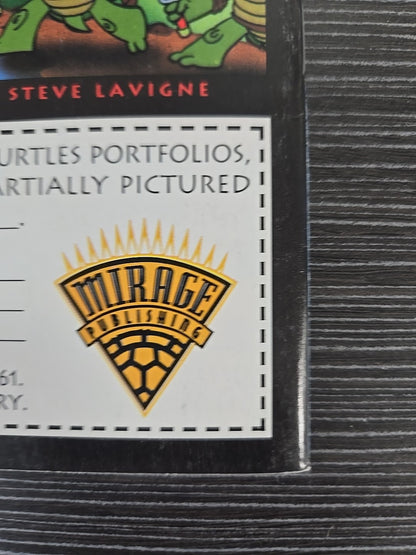 STEVE LAVIGNE
URTLES PORTFOLIOS,
ARTIALLY PICTURED
MIRAGE
PUBLISHING
61.
RY.